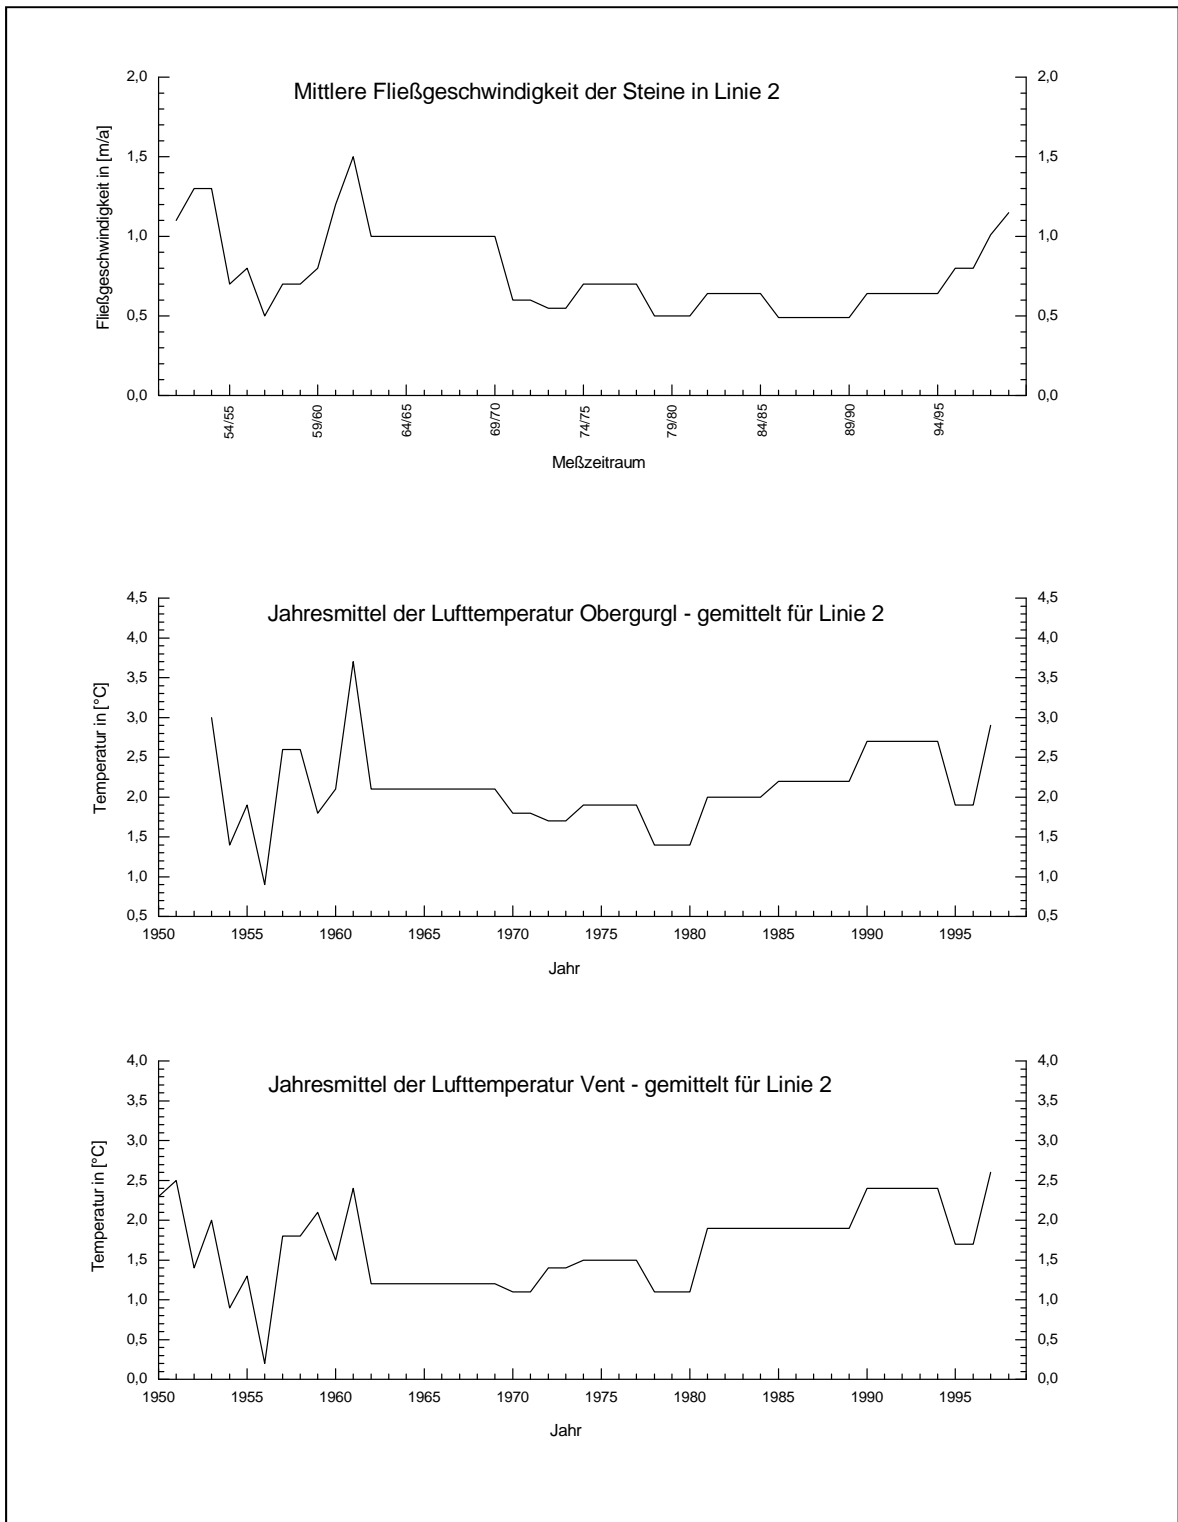 Mittlere Fließgeschwindigkeit der Steine in Linie 2
Fließgeschwindigkeit in [m/a]
2,0 2,0
1,5 1,5
1,0 1,0
0,5 0,5
0,0 0,0
54/55 59/60 64/65 69/70 74/75 79/80 84/85 89/90 94/95
Meßzeitraum
Jahresmittel der Lufttemperatur Obergurgl - gemittelt für Linie 2
Temperatur in [°C]
4,5 4,5
4,0 4,0
3,5 3,5
3,0 3,0
2,5 2,5
2,0 2,0
1,5 1,5
1,0 1,0
0,5 0,5
1950 1955 1960 1965 1970 1975 1980 1985 1990 1995
Jahr
Jahresmittel der Lufttemperatur Vent - gemittelt für Linie 2
Temperatur in [°C]
4,0 4,0
3,5 3,5
3,0 3,0
2,5 2,5
2,0 2,0
1,5 1,5
1,0 1,0
0,5 0,5
0,0 0,0
1950 1955 1960 1965 1970 1975 1980 1985 1990 1995
Jahr